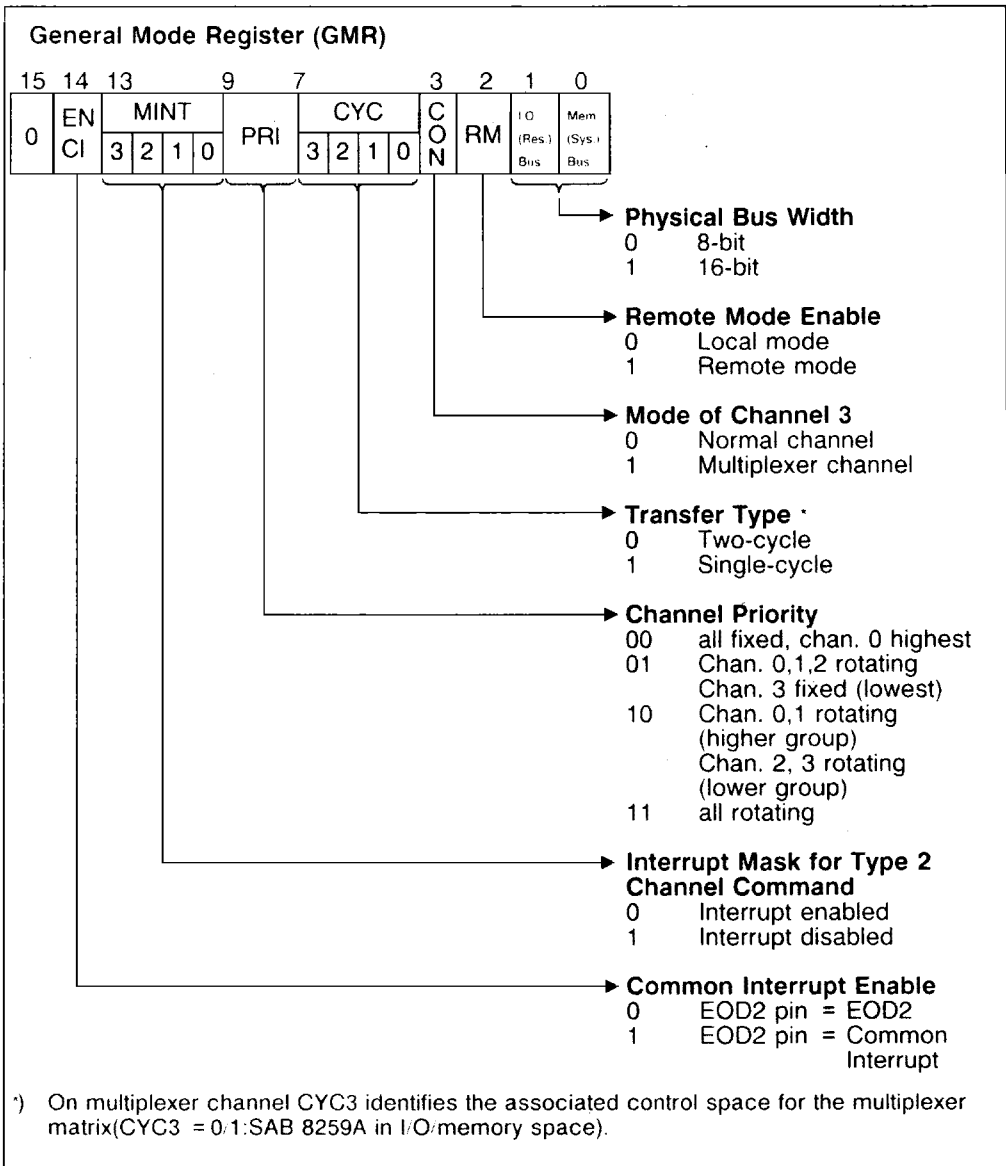 General Mode Register (GMR)
15 14 13 9 7 3 2 1 0
0 EN CI MINT 3 2 1 0 PRI CYC 3 2 1 0 CON RM I O (Res.) Bus Mem (Sys.) Bus
Physical Bus Width
0 8-bit
1 16-bit
Remote Mode Enable
0 Local mode
1 Remote mode
Mode of Channel 3
0 Normal channel
1 Multiplexer channel
Transfer Type *
0 Two-cycle
1 Single-cycle
Channel Priority
00 all fixed, chan. 0 highest
01 Chan. 0,1,2 rotating
Chan. 3 fixed (lowest)
10 Chan. 0,1 rotating
(higher group)
Chan. 2, 3 rotating
(lower group)
11 all rotating
Interrupt Mask for Type 2
Channel Command
0 Interrupt enabled
1 Interrupt disabled
Common Interrupt Enable
0 EOD2 pin = EOD2
1 EOD2 pin = Common
Interrupt
*) On multiplexer channel CYC3 identifies the associated control space for the multiplexer
matrix(CYC3 = 0/1:SAB 8259A in I/O/memory space).